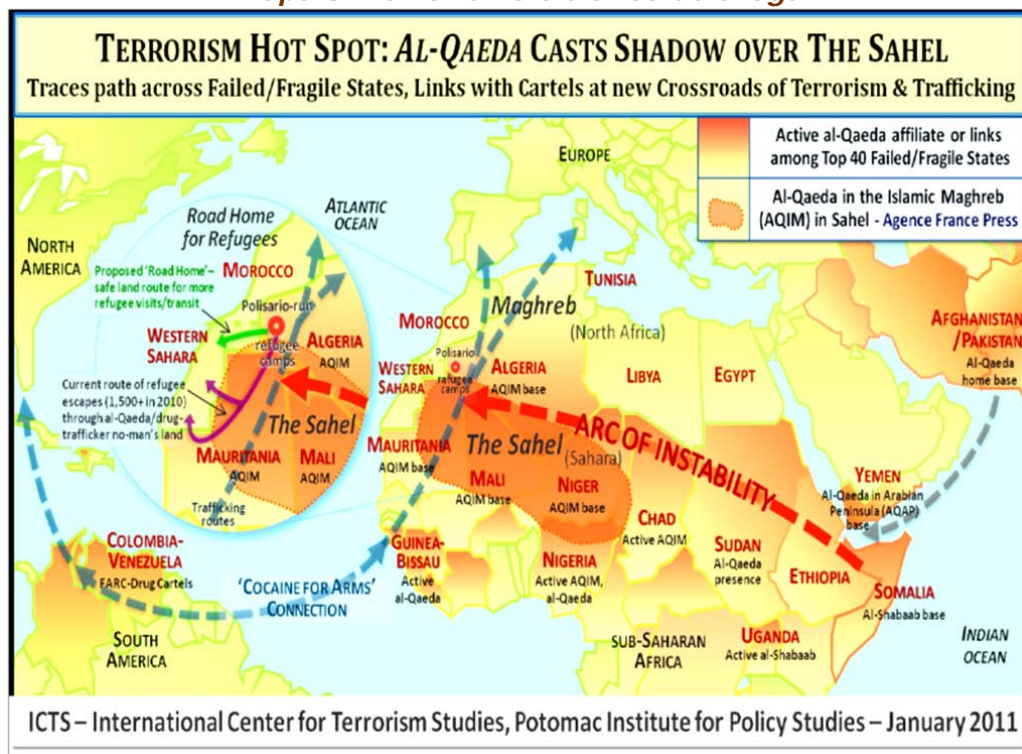 TERRORISM HOT SPOT: AL-QAEDA CASTS SHADOW OVER THE SAHEL
Traces path across Failed/Fragile States, Links with Cartels at new Crossroads of Terrorism & Trafficking
Active al-Qaeda affiliate or links
among Top 40 Failed/Fragile States
Al-Qaeda in the Islamic Maghreb
(AQIM) in Sahel - Agence France Press
EUROPE
NORTH
AMERICA
ATLANTIC
OCEAN
Road Home
for Refugees
MOROCCO
Proposed 'Road Home'–
safe land route for more
refugee visits/transit
Polisario-run
refugee
camps
WESTERN
SAHARA
ALGERIA
AQIM
Current route of refugee
escapes (1,500+ in 2010)
through al-Qaeda/drug-
trafficker no-man's land
The Sahel
MAURITANIA
AQIM
MALI
AQIM
Trafficking
routes
TUNISIA
Maghreb
(North Africa)
MOROCCO
Polisario
refugee
camps
WESTERN
SAHARA
ALGERIA
AQIM base
LIBYA
EGYPT
AFGHANISTAN
/PAKISTAN
Al-Qaeda
home base
ARC OF INSTABILITY
The Sahel
(Sahara)
MAURITANIA
AQIM base
MALI
AQIM base
NIGER
AQIM base
CHAD
Active AQIM
YEMEN
Al-Qaeda in Arabian
Peninsula (AQAP)
base
COLOMBIA-
VENEZUELA
FARC-Drug Cartels
'COCAINE FOR ARMS'
CONNECTION
GUINEA-
BISSAU
Active
al-Qaeda
NIGERIA
Active AQIM,
al-Qaeda
SUDAN
Al-Qaeda
presence
ETHIOPIA
SOMALIA
Al-Shabaab base
SOUTH
AMERICA
SUB-SAHARAN
AFRICA
UGANDA
Active al-Shabaab
INDIAN
OCEAN
ICTS – International Center for Terrorism Studies, Potomac Institute for Policy Studies – January 2011